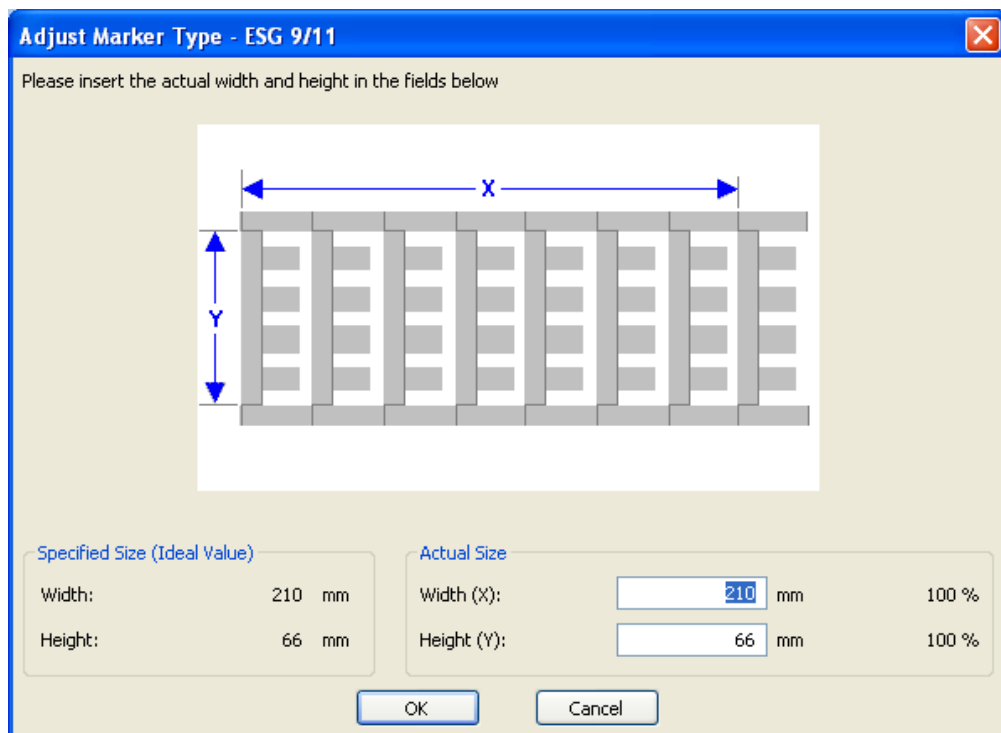 Adjust Marker Type - ESG 9/11
Please insert the actual width and height in the fields below
X
Y
Specified Size (Ideal Value)
Width: 210 mm
Height: 66 mm
Actual Size
Width (X): 210 mm 100 %
Height (Y): 66 mm 100 %
OK Cancel